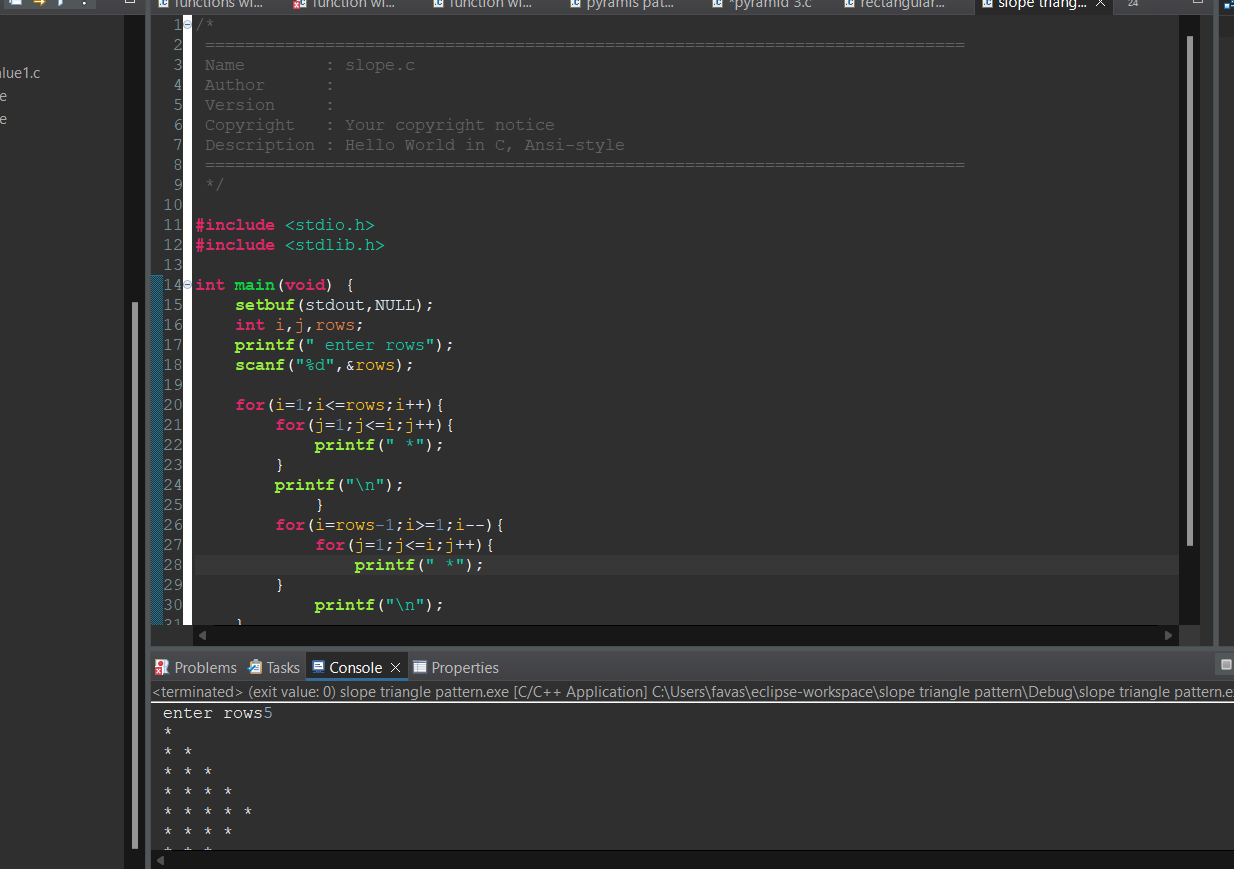 functions wi... function wi... function wi... pyramis pat... *pyramid 3.c rectangular... slope triang... 24
alue1.c
e
e
1 /*
2 ============================================================================
3 Name        : slope.c
4 Author      :
5 Version     :
6 Copyright   : Your copyright notice
7 Description : Hello World in C, Ansi-style
8 ============================================================================
9 */
10
11 #include <stdio.h>
12 #include <stdlib.h>
13
14 int main(void) {
15     setbuf(stdout,NULL);
16     int i,j,rows;
17     printf(" enter rows");
18     scanf("%d",&rows);
19
20     for(i=1;i<=rows;i++){
21         for(j=1;j<=i;j++){
22             printf(" *");
23         }
24         printf("\n");
25             }
26         for(i=rows-1;i>=1;i--){
27             for(j=1;j<=i;j++){
28                 printf(" *");
29         }
30             printf("\n");
31     }
Problems Tasks Console Properties
<terminated> (exit value: 0) slope triangle pattern.exe [C/C++ Application] C:\Users\favas\eclipse-workspace\slope triangle pattern\Debug\slope triangle pattern.e
enter rows5
*
* *
* * *
* * * *
* * * * *
* * * *
* * *